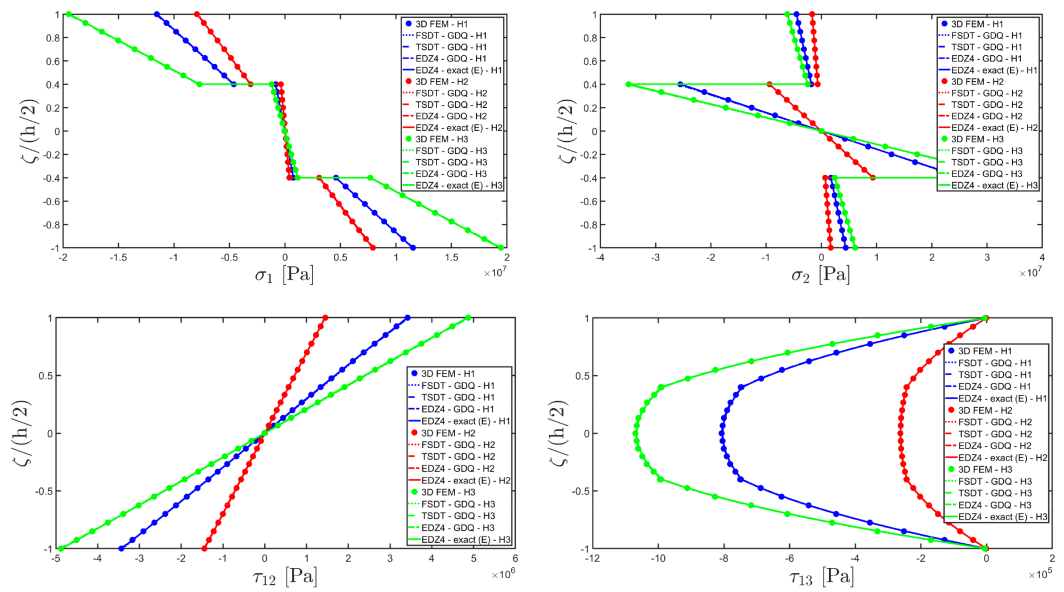 1
0.8
0.6
0.4
0.2
0
-0.2
-0.4
-0.6
-0.8
-1
ζ/(h/2)
-2
-1.5
-1
-0.5
0
0.5
1
1.5
2
×10⁷
σ₁ [Pa]
3D FEM - H1
FSDT - GDQ - H1
TSDT - GDQ - H1
EDZ4 - GDQ - H1
EDZ4 - exact (E) - H1
3D FEM - H2
FSDT - GDQ - H2
TSDT - GDQ - H2
EDZ4 - GDQ - H2
EDZ4 - exact (E) - H2
3D FEM - H3
FSDT - GDQ - H3
TSDT - GDQ - H3
EDZ4 - GDQ - H3
EDZ4 - exact (E) - H3
1
0.8
0.6
0.4
0.2
0
-0.2
-0.4
-0.6
-0.8
-1
ζ/(h/2)
-4
-3
-2
-1
0
1
2
3
4
×10⁷
σ₂ [Pa]
3D FEM - H1
FSDT - GDQ - H1
TSDT - GDQ - H1
EDZ4 - GDQ - H1
EDZ4 - exact (E) - H1
3D FEM - H2
FSDT - GDQ - H2
TSDT - GDQ - H2
EDZ4 - GDQ - H2
EDZ4 - exact (E) - H2
3D FEM - H3
FSDT - GDQ - H3
TSDT - GDQ - H3
EDZ4 - GDQ - H3
EDZ4 - exact (E) - H3
1
0.5
0
-0.5
-1
ζ/(h/2)
-5
-4
-3
-2
-1
0
1
2
3
4
5
6
×10⁶
τ₁₂ [Pa]
3D FEM - H1
FSDT - GDQ - H1
TSDT - GDQ - H1
EDZ4 - GDQ - H1
EDZ4 - exact (E) - H1
3D FEM - H2
FSDT - GDQ - H2
TSDT - GDQ - H2
EDZ4 - GDQ - H2
EDZ4 - exact (E) - H2
3D FEM - H3
FSDT - GDQ - H3
TSDT - GDQ - H3
EDZ4 - GDQ - H3
EDZ4 - exact (E) - H3
1
0.5
0
-0.5
-1
ζ/(h/2)
-12
-10
-8
-6
-4
-2
0
2
×10⁵
τ₁₃ [Pa]
3D FEM - H1
FSDT - GDQ - H1
TSDT - GDQ - H1
EDZ4 - GDQ - H1
EDZ4 - exact (E) - H1
3D FEM - H2
FSDT - GDQ - H2
TSDT - GDQ - H2
EDZ4 - GDQ - H2
EDZ4 - exact (E) - H2
3D FEM - H3
FSDT - GDQ - H3
TSDT - GDQ - H3
EDZ4 - GDQ - H3
EDZ4 - exact (E) - H3